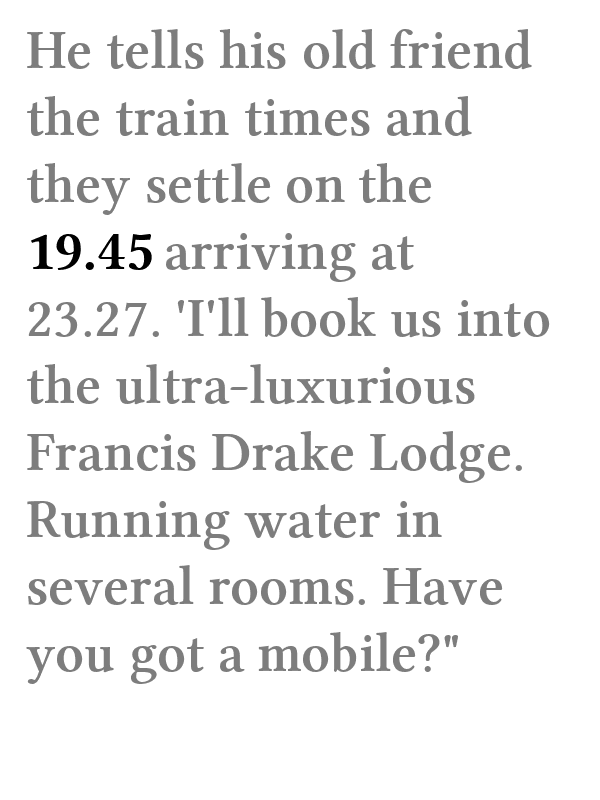 He tells his old friend
the train times and
they settle on the
19.45 arriving at
23.27. 'I'll book us into
the ultra-luxurious
Francis Drake Lodge.
Running water in
several rooms. Have
you got a mobile?"